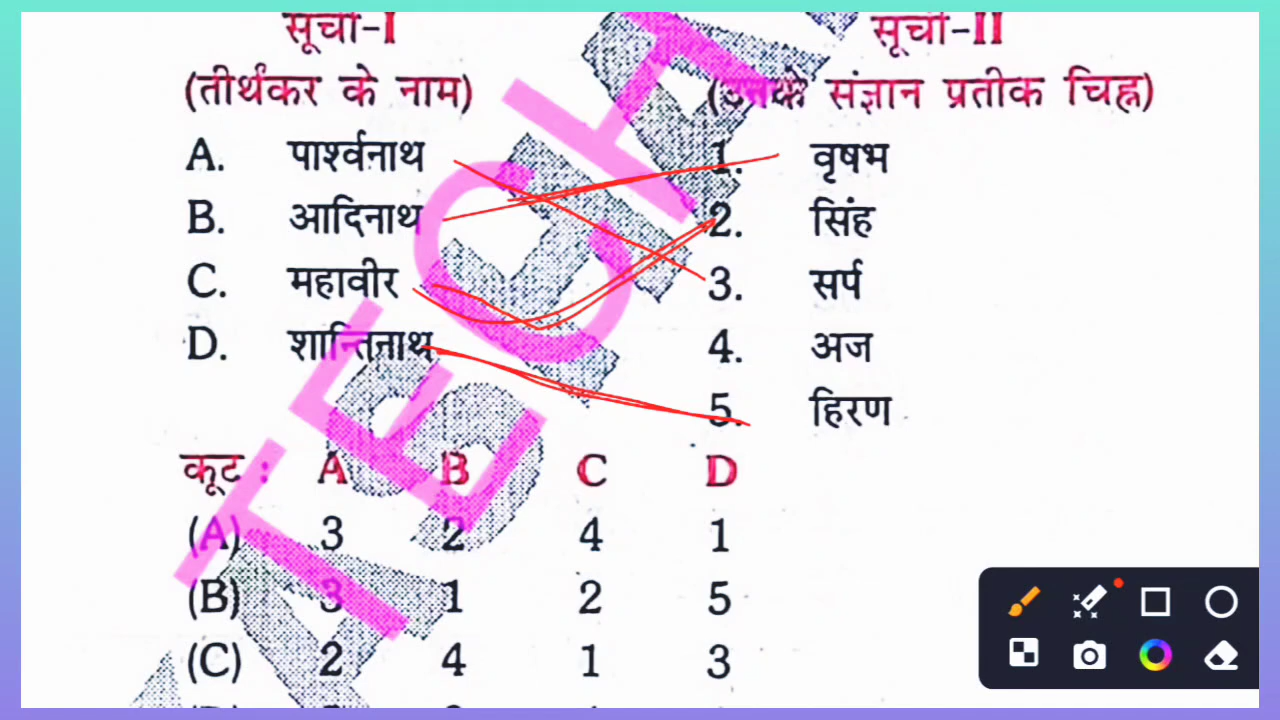 सूची-I सूची-II
(तीर्थंकर के नाम) (उनके संज्ञान प्रतीक चिह्न)
A. पार्श्वनाथ 1. वृषभ
B. आदिनाथ 2. सिंह
C. महावीर 3. सर्प
D. शान्तिनाथ 4. अज
5. हिरण
कूट : A B C D
(A) 3 2 4 1
(B) 3 1 2 5
(C) 2 4 1 3